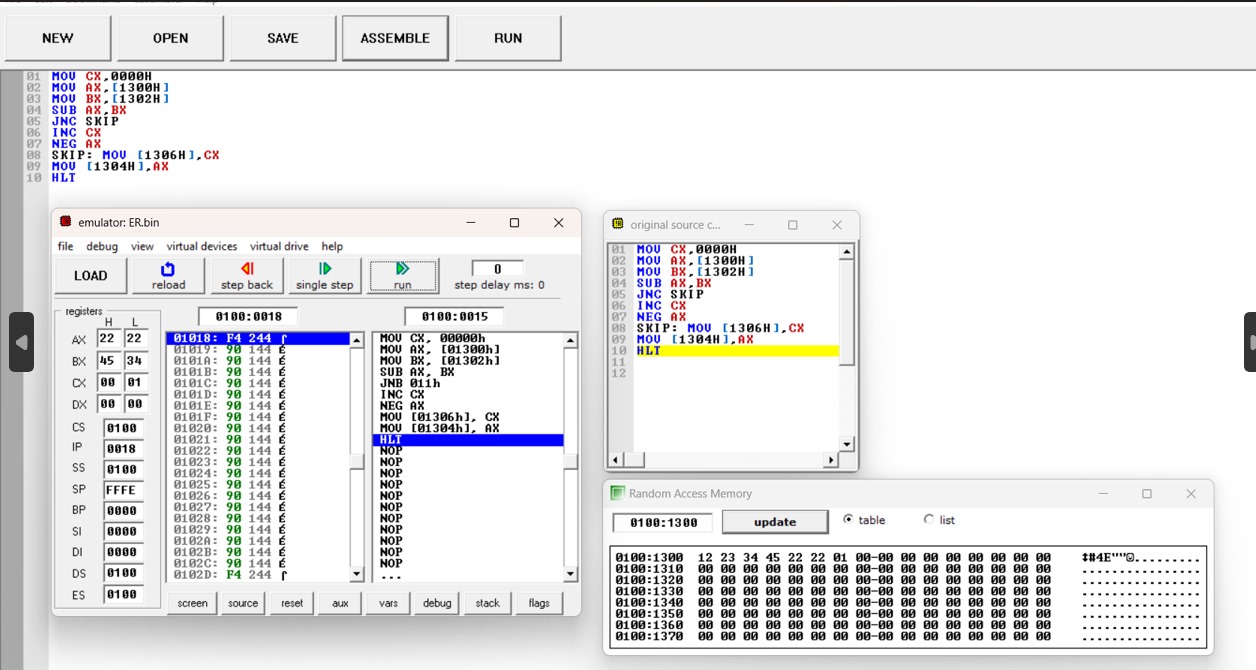 NEW OPEN SAVE ASSEMBLE RUN
01 MOV CX,0000H
02 MOV AX,[1300H]
03 MOV BX,[1302H]
04 SUB AX,BX
05 JNC SKIP
06 INC CX
07 NEG AX
08 SKIP: MOV [1306H],CX
09 MOV [1304H],AX
10 HLT
emulator: ER.bin
file debug view virtual devices virtual drive help
LOAD reload step back single step run 0
step delay ms: 0
registers
H L
0100:0018 0100:0015
AX 22 22
BX 45 34
CX 00 01
DX 00 00
CS 0100
IP 0018
SS 0100
SP FFFE
BP 0000
SI 0000
DI 0000
DS 0100
ES 0100
01018: F4 244 ⌠
01019: 90 144 É
0101A: 90 144 É
0101B: 90 144 É
0101C: 90 144 É
0101D: 90 144 É
0101E: 90 144 É
0101F: 90 144 É
01020: 90 144 É
01021: 90 144 É
01022: 90 144 É
01023: 90 144 É
01024: 90 144 É
01025: 90 144 É
01026: 90 144 É
01027: 90 144 É
01028: 90 144 É
01029: 90 144 É
0102A: 90 144 É
0102B: 90 144 É
0102C: 90 144 É
0102D: F4 244 ⌠
MOV CX, 00000h
MOV AX, [01300h]
MOV BX, [01302h]
SUB AX, BX
JNB 011h
INC CX
NEG AX
MOV [01306h], CX
MOV [01304h], AX
HLT
NOP
NOP
NOP
NOP
NOP
NOP
NOP
NOP
NOP
NOP
NOP
...
screen source reset aux vars debug stack flags
original source c...
01 MOV CX,0000H
02 MOV AX,[1300H]
03 MOV BX,[1302H]
04 SUB AX,BX
05 JNC SKIP
06 INC CX
07 NEG AX
08 SKIP: MOV [1306H],CX
09 MOV [1304H],AX
10 HLT
11
12
Random Access Memory
0100:1300 update table list
0100:1300 12 23 34 45 22 22 01 00-00 00 00 00 00 00 00 00 ↕#4E""☺.........
0100:1310 00 00 00 00 00 00 00 00-00 00 00 00 00 00 00 00 ................
0100:1320 00 00 00 00 00 00 00 00-00 00 00 00 00 00 00 00 ................
0100:1330 00 00 00 00 00 00 00 00-00 00 00 00 00 00 00 00 ................
0100:1340 00 00 00 00 00 00 00 00-00 00 00 00 00 00 00 00 ................
0100:1350 00 00 00 00 00 00 00 00-00 00 00 00 00 00 00 00 ................
0100:1360 00 00 00 00 00 00 00 00-00 00 00 00 00 00 00 00 ................
0100:1370 00 00 00 00 00 00 00 00-00 00 00 00 00 00 00 00 ................